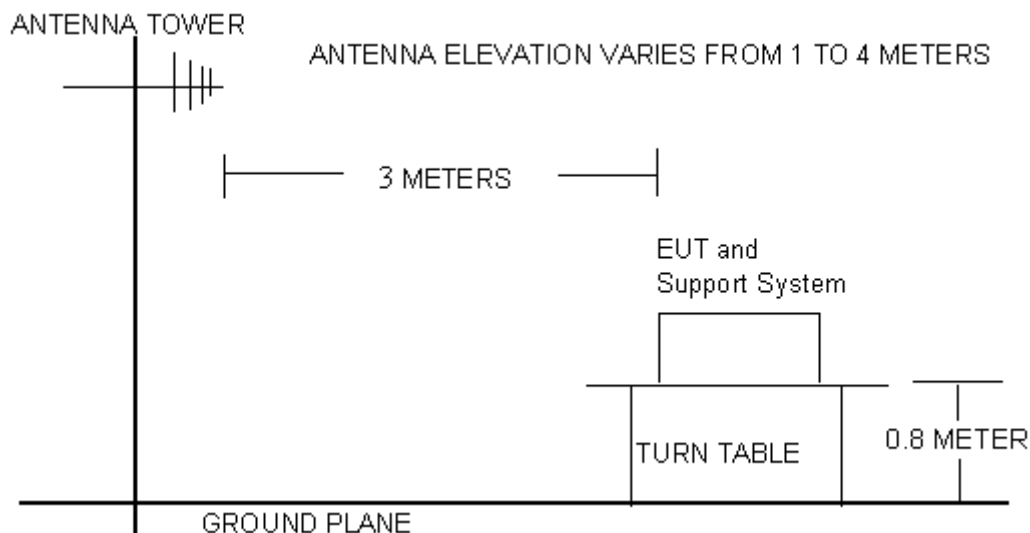 ANTENNA TOWER
ANTENNA ELEVATION VARIES FROM 1 TO 4 METERS
3 METERS
EUT and
Support System
TURN TABLE
0.8 METER
GROUND PLANE